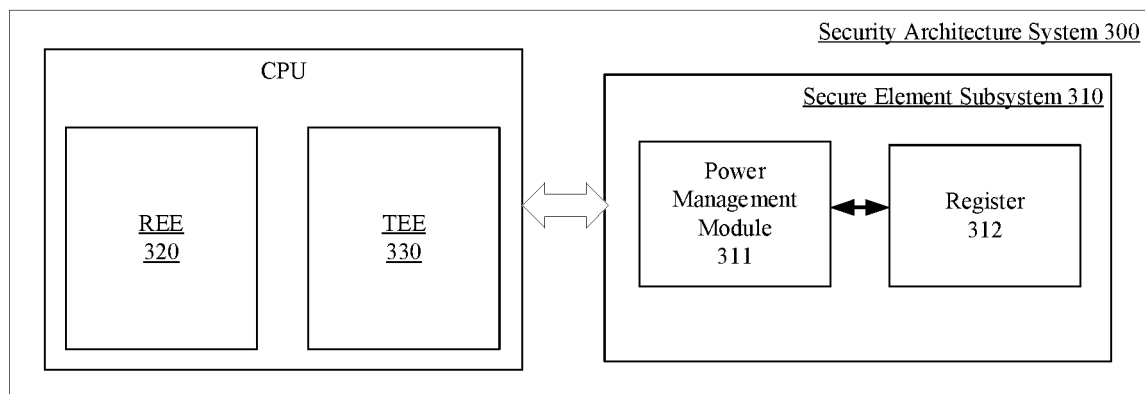 Security Architecture System 300
CPU
Secure Element Subsystem 310
REE
320
TEE
330
Power
Management
Module
311
Register
312